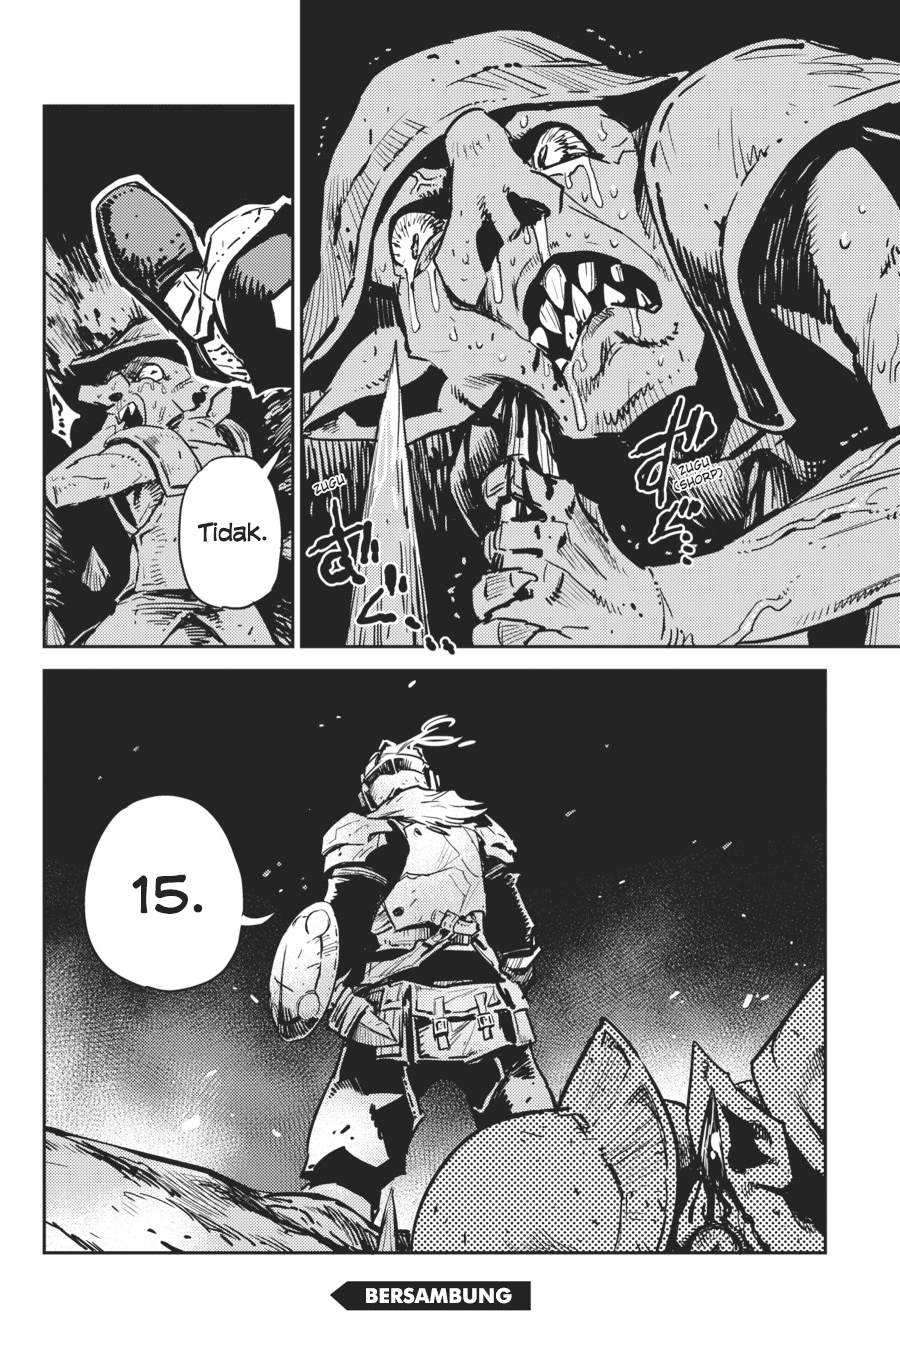 ZUGU
(SHORP)
ずぐ…
ZUGU
ずぐ…
…?!
Tidak.
15.
BERSAMBUNG